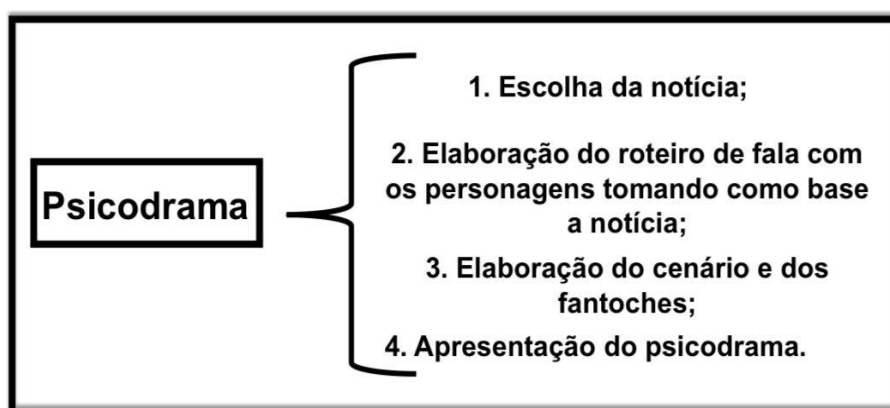 Psicodrama
1. Escolha da notícia;
2. Elaboração do roteiro de fala com
os personagens tomando como base
a notícia;
3. Elaboração do cenário e dos
fantoches;
4. Apresentação do psicodrama.